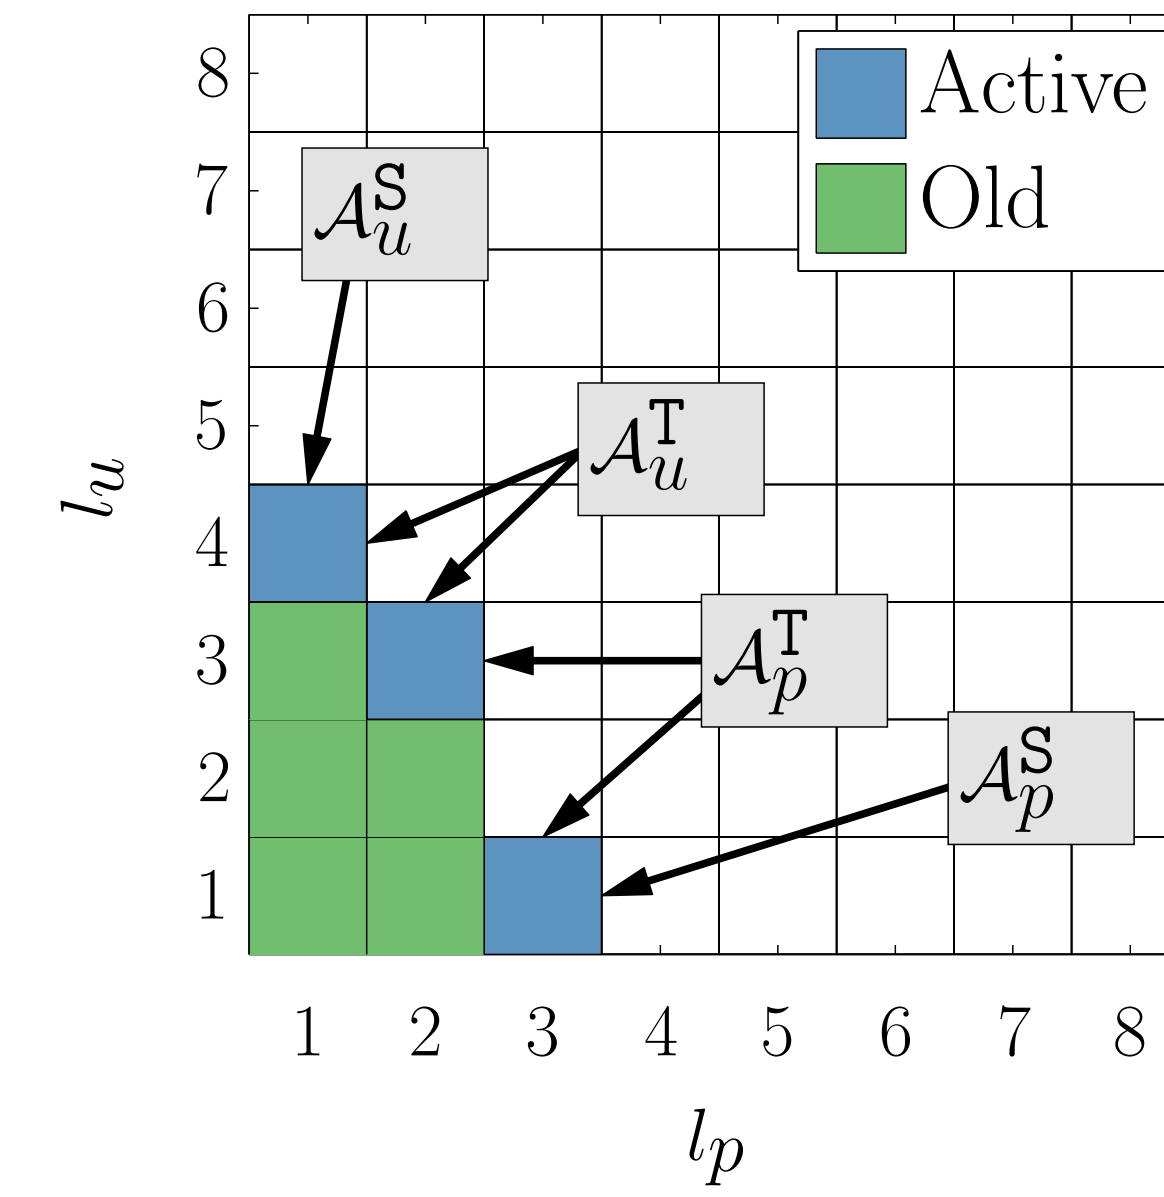 8
Active
7
𝒜_u^S
Old
6
5
𝒜_u^T
l_u
4
3
𝒜_p^T
2
𝒜_p^S
1
1 2 3 4 5 6 7 8
l_p